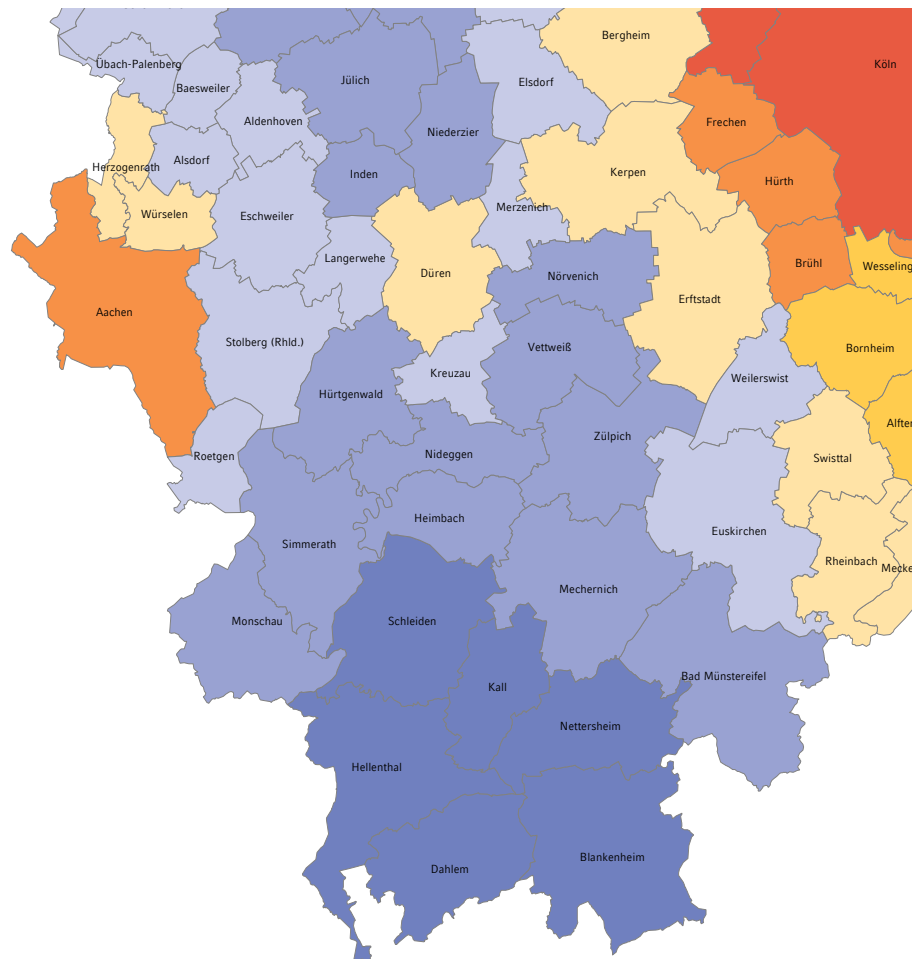 Bergheim
Übach-Palenberg
Köln
Jülich
Elsdorf
Baesweiler
Aldenhoven
Frechen
Niederzier
Alsdorf
Herzogenrath
Inden
Kerpen
Hürth
Würselen
Eschweiler
Merzenich
Langerwehe
Düren
Nörvenich
Brühl
Wesseling
Aachen
Erftstadt
Stolberg (Rhld.)
Vettweiß
Bornheim
Kreuzau
Weilerswist
Hürtgenwald
Alfter
Zülpich
Roetgen
Nideggen
Swisttal
Heimbach
Euskirchen
Simmerath
Rheinbach
Mecke
Mechernich
Monschau
Schleiden
Bad Münstereifel
Kall
Nettersheim
Hellenthal
Blankenheim
Dahlem